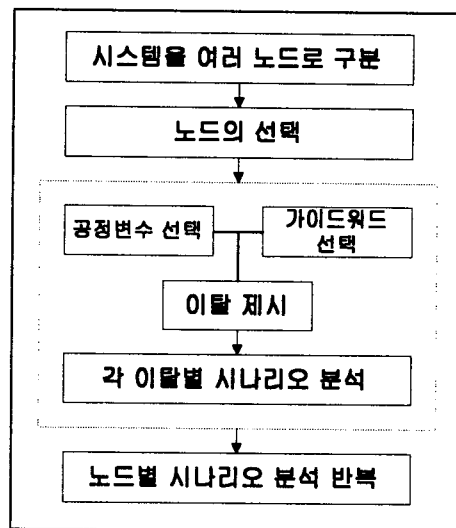 시스템을 여러 노드로 구분
노드의 선택
공정변수 선택
가이드워드
선택
이탈 제시
각 이탈별 시나리오 분석
노드별 시나리오 분석 반복